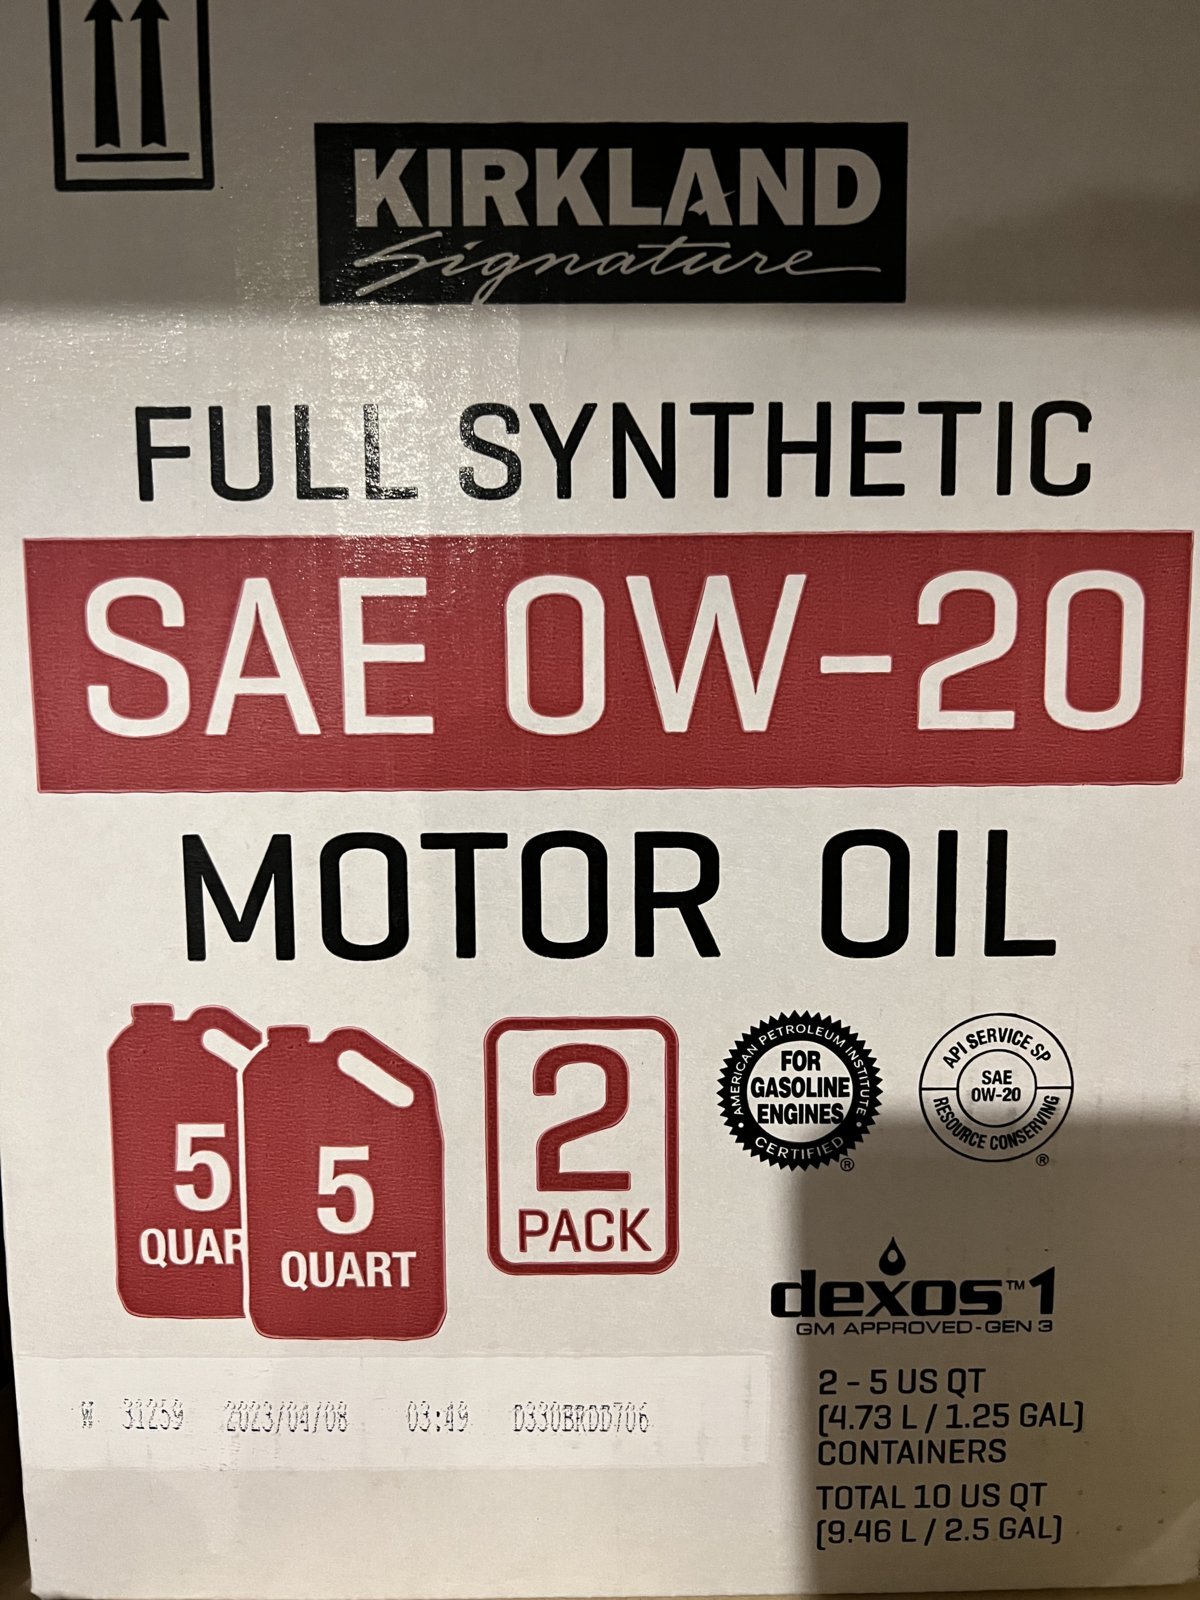 KIRKLAND
Signature
FULL SYNTHETIC
SAE 0W-20
MOTOR OIL
5
QUAR
5
QUART
2
PACK
AMERICAN PETROLEUM INSTITUTE
FOR
GASOLINE
ENGINES
CERTIFIED
®
API SERVICE SP
SAE
0W-20
RESOURCE CONSERVING
®
dexos™1
GM APPROVED-GEN 3
W 31259 2023/04/08 03:49 D330BRDD706
2 - 5 US QT
(4.73 L / 1.25 GAL)
CONTAINERS
TOTAL 10 US QT
(9.46 L / 2.5 GAL)